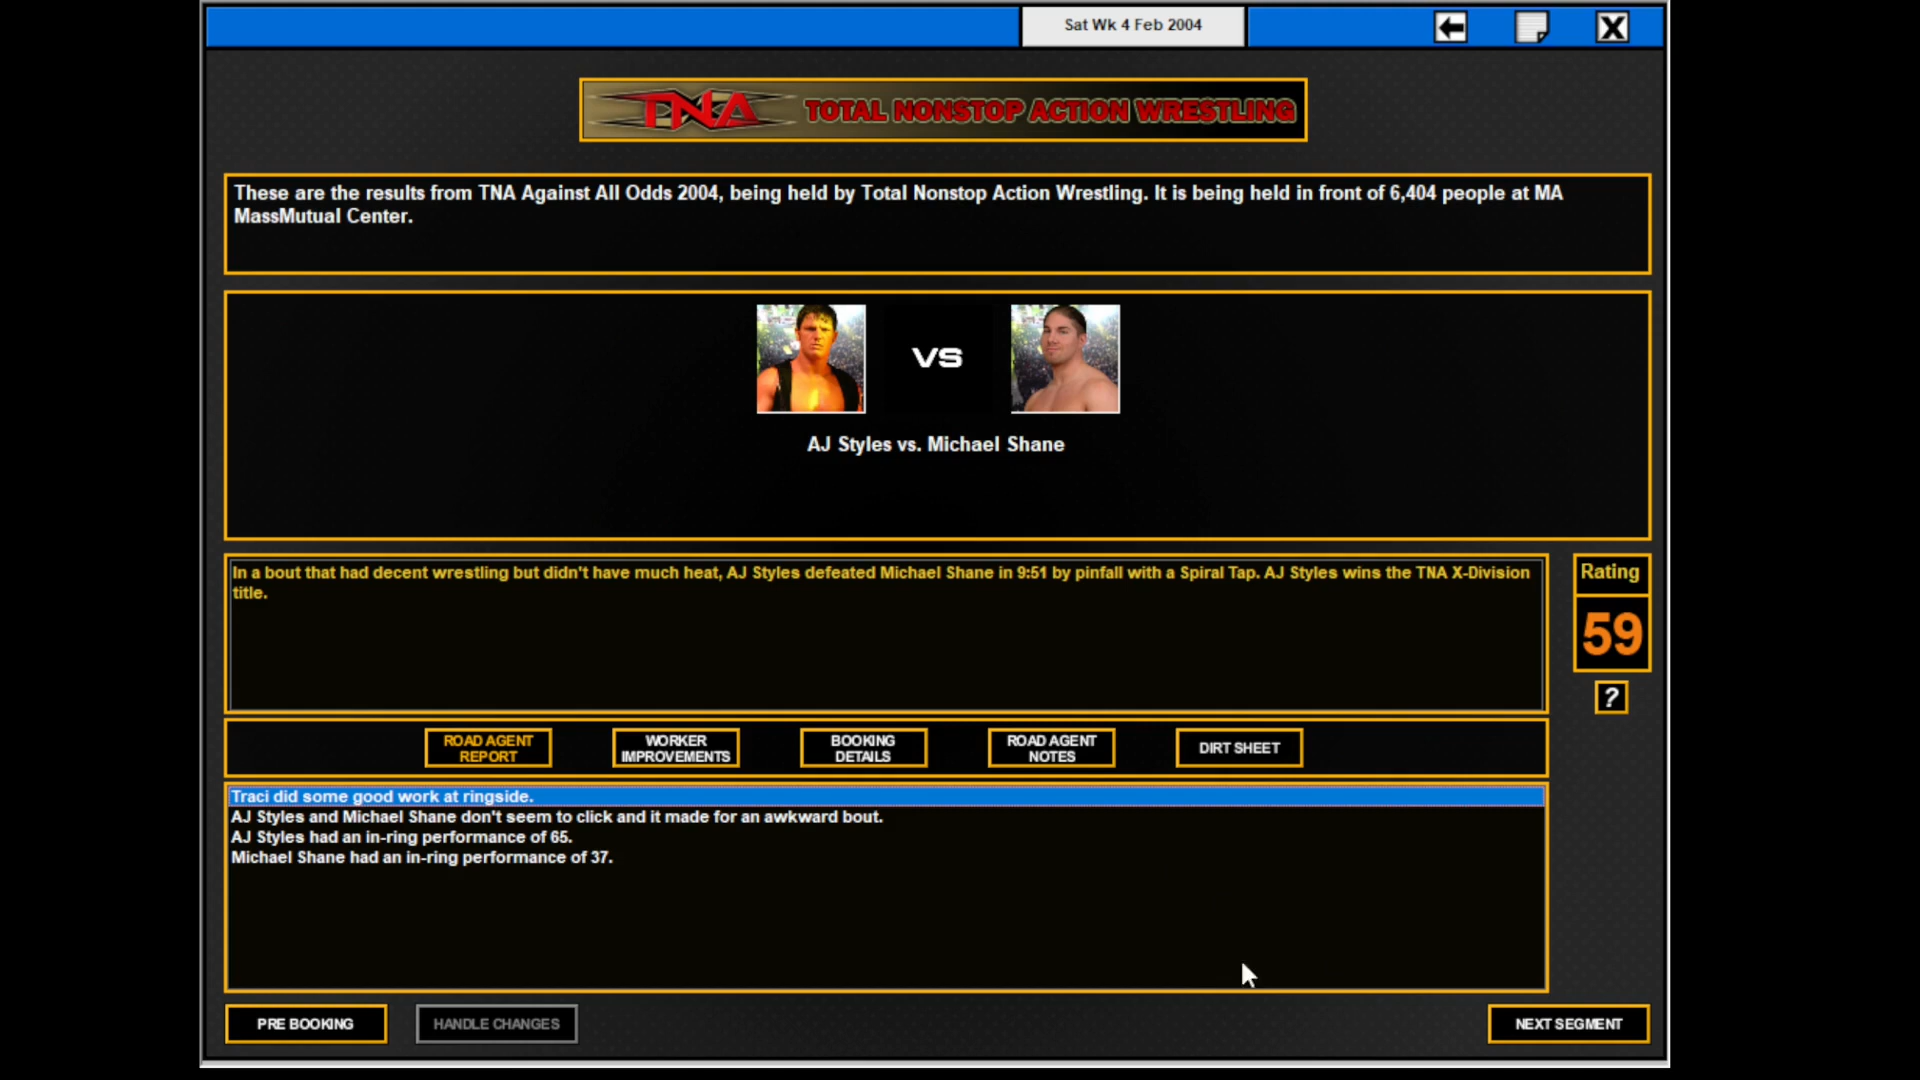 Sat Wk 4 Feb 2004
X
TNA TOTAL NONSTOP ACTION WRESTLING
These are the results from TNA Against All Odds 2004, being held by Total Nonstop Action Wrestling. It is being held in front of 6,404 people at MA
MassMutual Center.
VS
AJ Styles vs. Michael Shane
In a bout that had decent wrestling but didn't have much heat, AJ Styles defeated Michael Shane in 9:51 by pinfall with a Spiral Tap. AJ Styles wins the TNA X-Division
title.
Rating
59
?
ROAD AGENT
REPORT
WORKER
IMPROVEMENTS
BOOKING
DETAILS
ROAD AGENT
NOTES
DIRT SHEET
Traci did some good work at ringside.
AJ Styles and Michael Shane don't seem to click and it made for an awkward bout.
AJ Styles had an in-ring performance of 65.
Michael Shane had an in-ring performance of 37.
PRE BOOKING
HANDLE CHANGES
NEXT SEGMENT